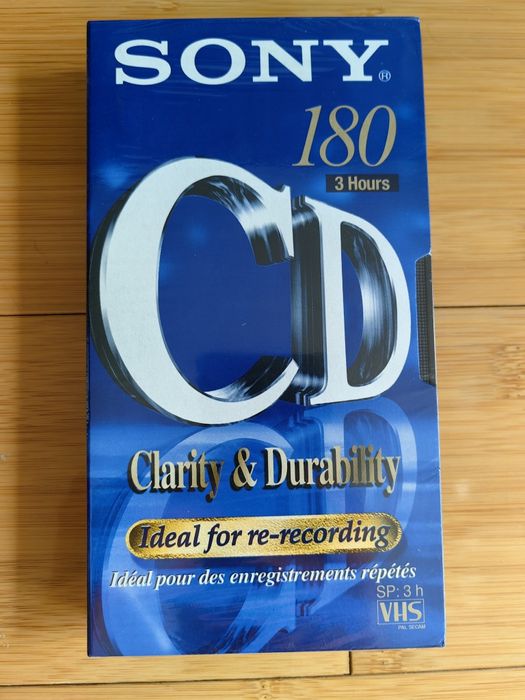 SONY®
180
3 Hours
CD
Clarity & Durability
Ideal for re-recording
Idéal pour des enregistrements répétés
SP: 3 h
VHS
PAL SECAM